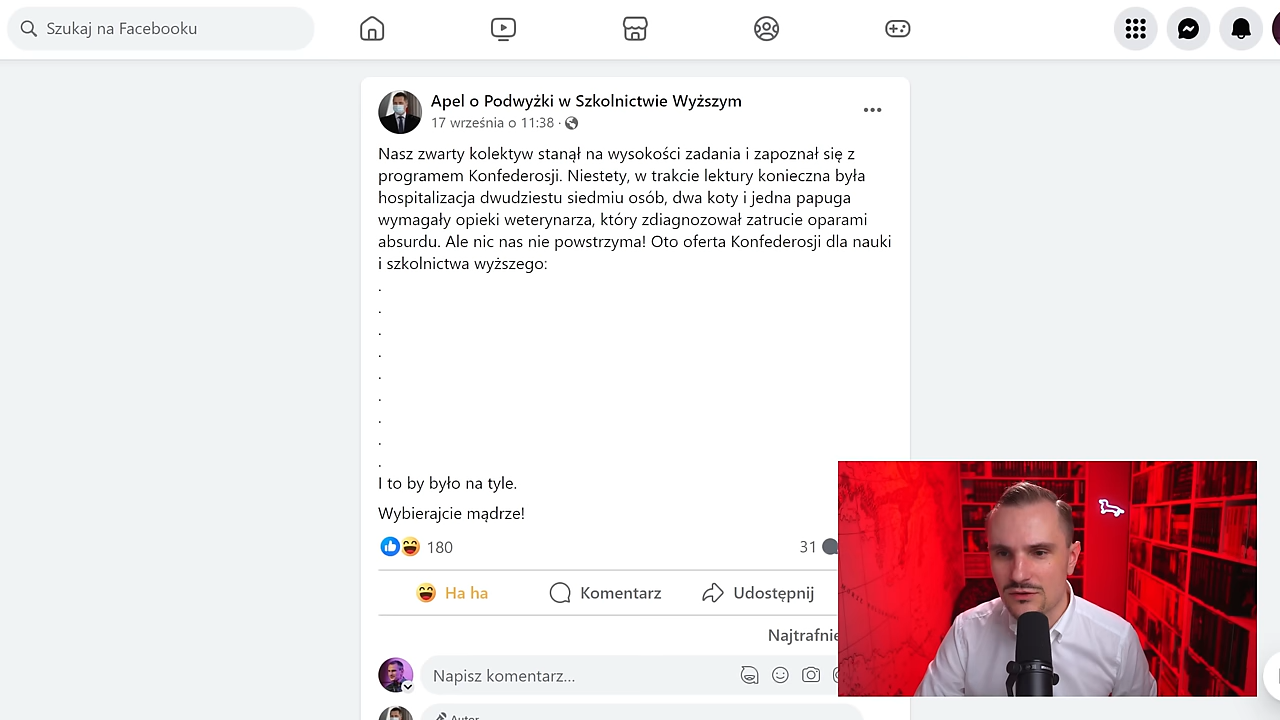 Szukaj na Facebooku
Apel o Podwyżki w Szkolnictwie Wyższym
17 września o 11:38 ·
Nasz zwarty kolektyw stanął na wysokości zadania i zapoznał się z
programem Konfederosji. Niestety, w trakcie lektury konieczna była
hospitalizacja dwudziestu siedmiu osób, dwa koty i jedna papuga
wymagały opieki weterynarza, który zdiagnozował zatrucie oparami
absurdu. Ale nic nas nie powstrzyma! Oto oferta Konfederosji dla nauki
i szkolnictwa wyższego:
.
.
.
.
.
.
.
.
.
I to by było na tyle.
Wybierajcie mądrze!
180
31
Ha ha
Komentarz
Udostępnij
Najtrafnie
Napisz komentarz...
Autor